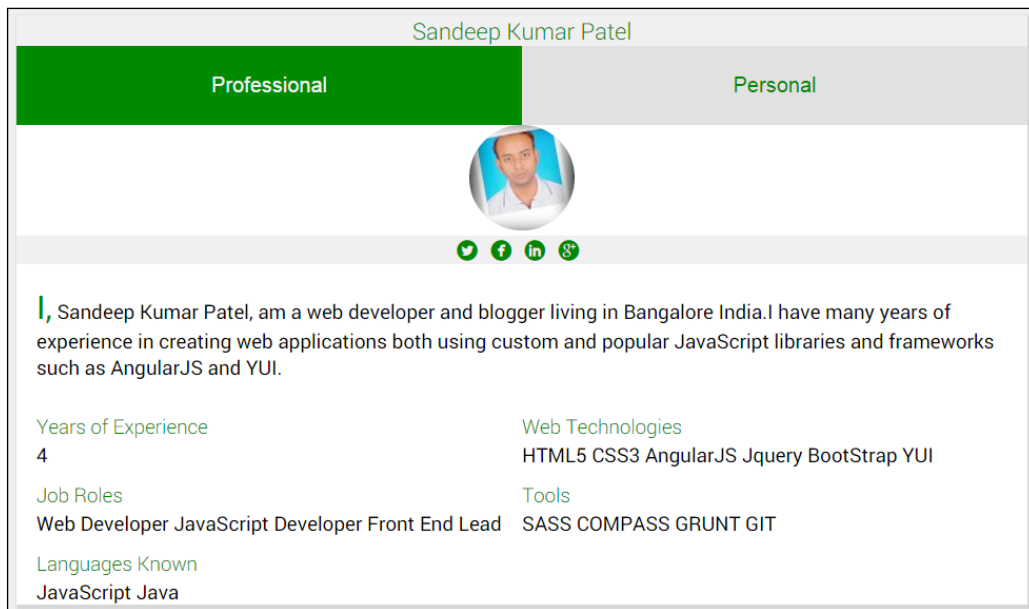 Sandeep Kumar Patel
Professional
Personal
I, Sandeep Kumar Patel, am a web developer and blogger living in Bangalore India.I have many years of
experience in creating web applications both using custom and popular JavaScript libraries and frameworks
such as AngularJS and YUI.
Years of Experience
4
Web Technologies
HTML5 CSS3 AngularJS Jquery BootStrap YUI
Job Roles
Web Developer JavaScript Developer Front End Lead
Tools
SASS COMPASS GRUNT GIT
Languages Known
JavaScript Java